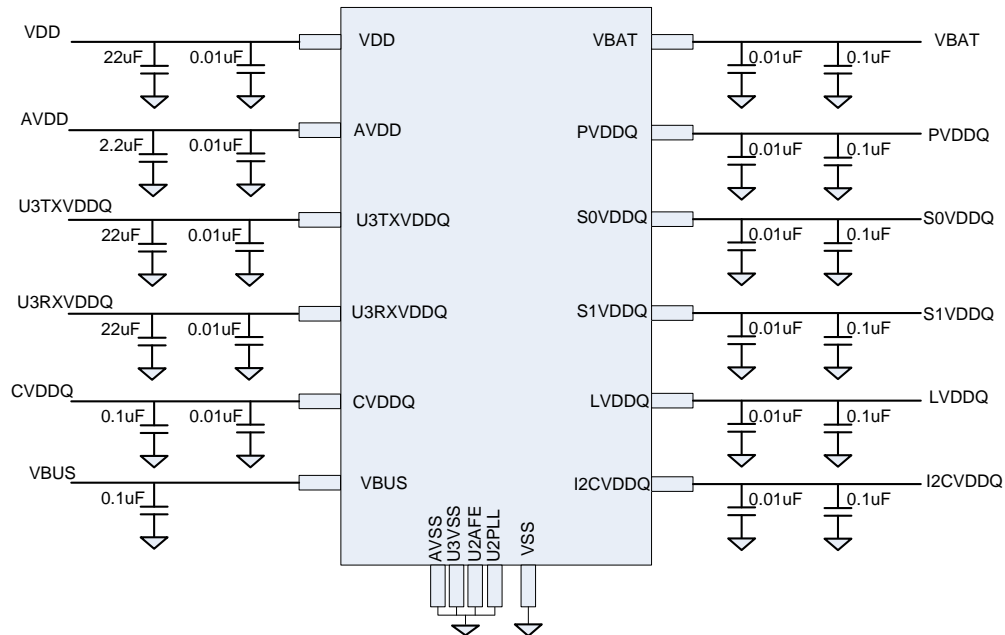 VDD
22uF
0.01uF
VDD
VBAT
0.01uF
0.1uF
VBAT
AVDD
2.2uF
0.01uF
AVDD
PVDDQ
0.01uF
0.1uF
PVDDQ
U3TXVDDQ
22uF
0.01uF
U3TXVDDQ
S0VDDQ
0.01uF
0.1uF
S0VDDQ
U3RXVDDQ
22uF
0.01uF
U3RXVDDQ
S1VDDQ
0.01uF
0.1uF
S1VDDQ
CVDDQ
0.1uF
0.01uF
CVDDQ
LVDDQ
0.01uF
0.1uF
LVDDQ
VBUS
0.1uF
VBUS
I2CVDDQ
0.01uF
0.1uF
I2CVDDQ
AVSS
U3VSS
U2AFE
U2PLL
VSS